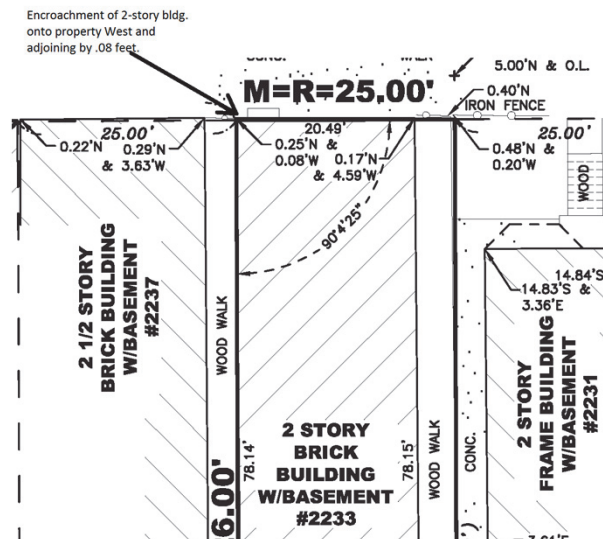 Encroachment of 2-story bldg.
onto property West and
adjoining by .08 feet.
WALK
5.00'N & O.L.
M=R=25.00'
0.40'N
IRON FENCE
25.00'
20.49'
25.00'
0.22'N
0.29'N
& 3.63'W
0.25'N &
0.08'W
0.17'N
& 4.59'W
0.48'N &
0.20'W
WOOD
90°4'25"
14.84'S
14.83'S &
3.36'E
2 1/2 STORY
BRICK BUILDING
W/BASEMENT
#2237
WOOD WALK
2 STORY
BRICK
BUILDING
W/BASEMENT
#2233
78.14'
78.15'
WOOD WALK
CONC.
2 STORY
FRAME BUILDING
W/BASEMENT
#2231
6.00'